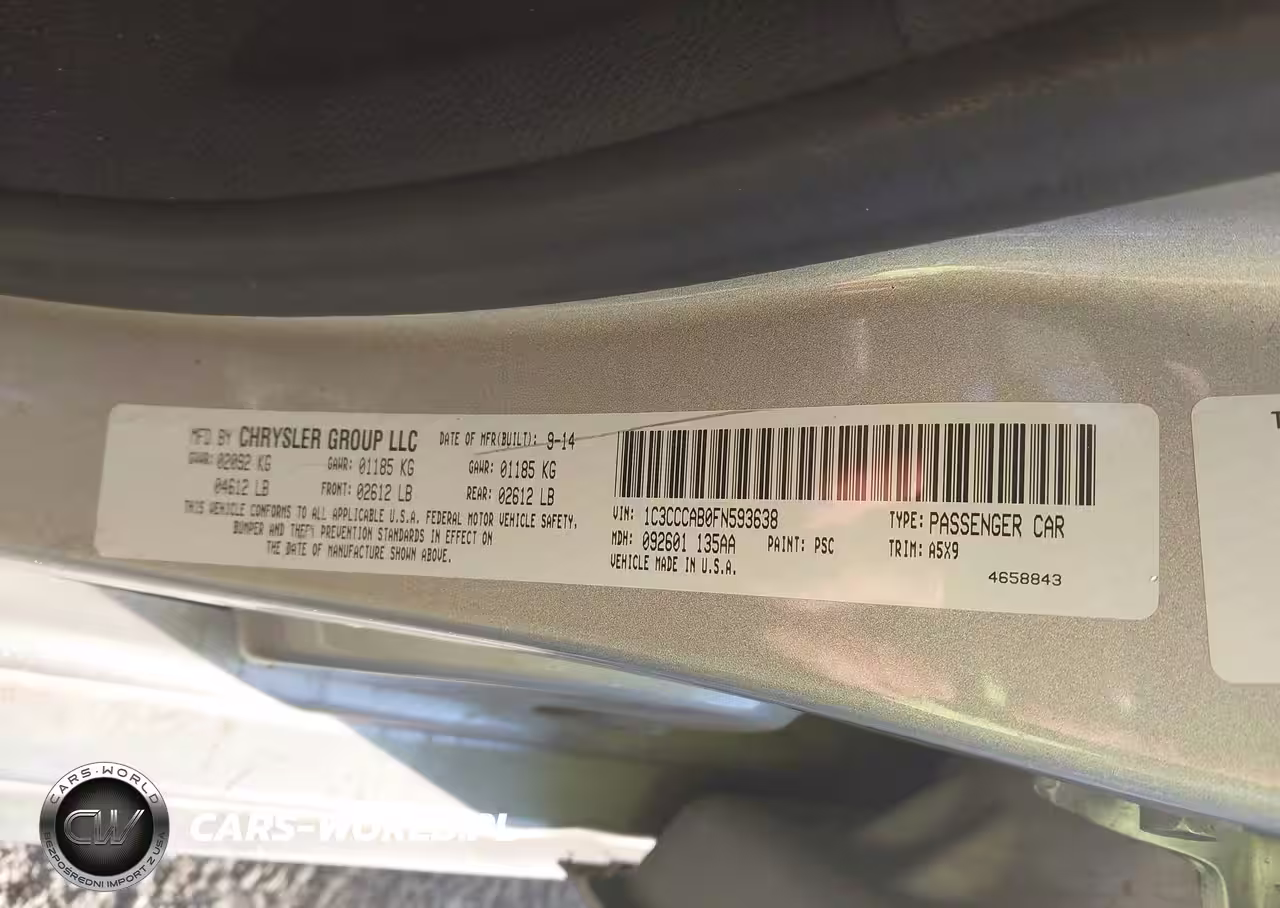 MFD BY CHRYSLER GROUP LLC DATE OF MFR(BUILT): 9-14
GVWR: 02092 KG GAWR: 01185 KG GAWR: 01185 KG
04612 LB FRONT: 02612 LB REAR: 02612 LB
THIS VEHICLE CONFORMS TO ALL APPLICABLE U.S.A. FEDERAL MOTOR VEHICLE SAFETY,
BUMPER AND THEFT PREVENTION STANDARDS IN EFFECT ON
THE DATE OF MANUFACTURE SHOWN ABOVE.
VIN: 1C3CCCAB0FN593638 TYPE: PASSENGER CAR
MDH: 092601 135AA PAINT: PSC TRIM: A5X9
VEHICLE MADE IN U.S.A.
4658843
T
CARS-WORLD
CW
BEZPOŚREDNI IMPORT Z USA
CARS-WORLD.PL